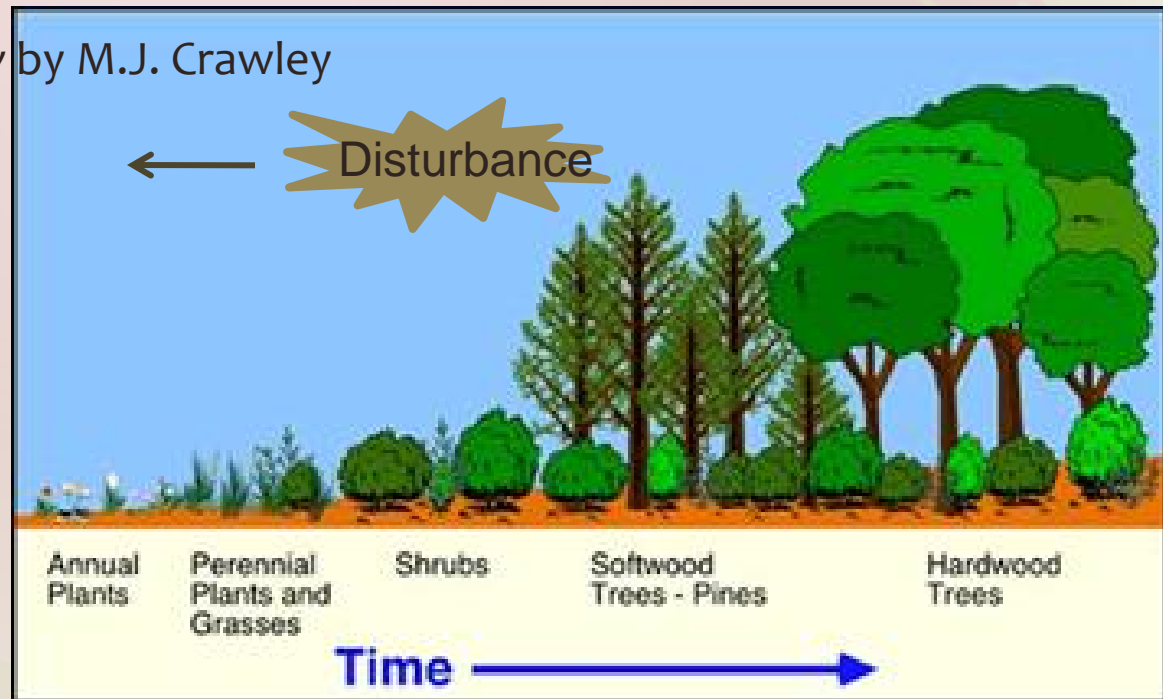 by M.J. Crawley
Disturbance
Annual
Plants
Perennial
Plants and
Grasses
Shrubs
Softwood
Trees - Pines
Hardwood
Trees
Time